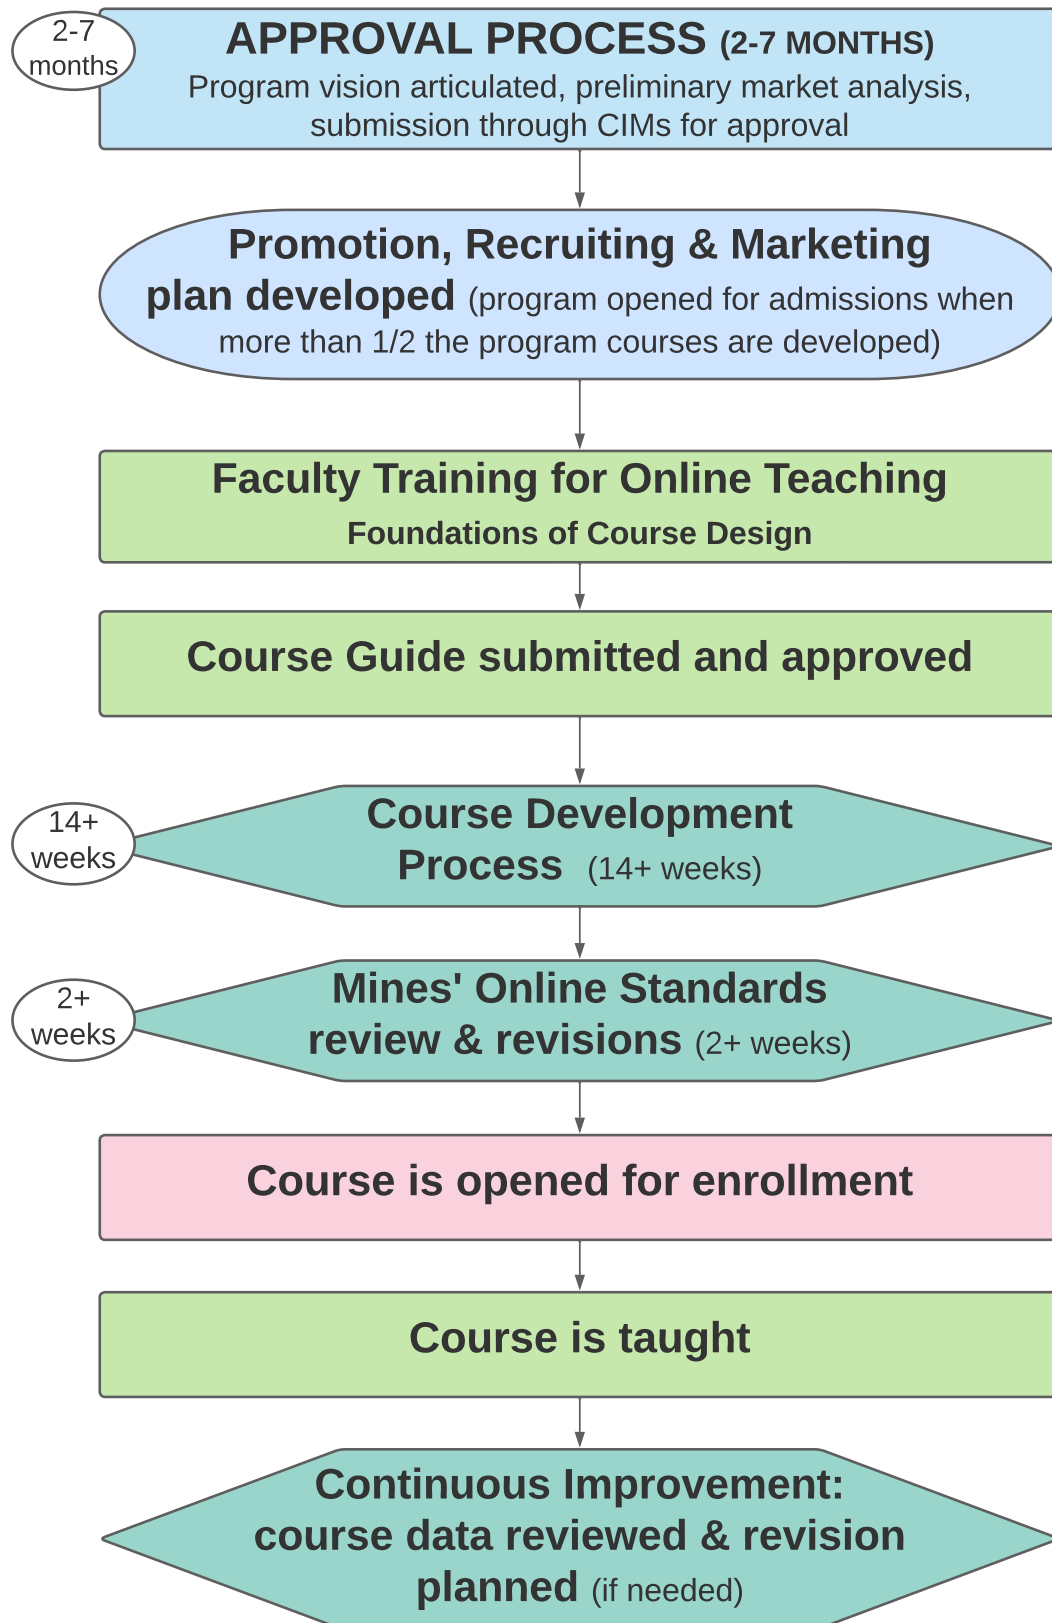 2-7
months
APPROVAL PROCESS (2-7 MONTHS)
Program vision articulated, preliminary market analysis,
submission through CIMs for approval
Promotion, Recruiting & Marketing
plan developed (program opened for admissions when
more than 1/2 the program courses are developed)
Faculty Training for Online Teaching
Foundations of Course Design
Course Guide submitted and approved
14+
weeks
Course Development
Process (14+ weeks)
2+
weeks
Mines' Online Standards
review & revisions (2+ weeks)
Course is opened for enrollment
Course is taught
Continuous Improvement:
course data reviewed & revision
planned (if needed)